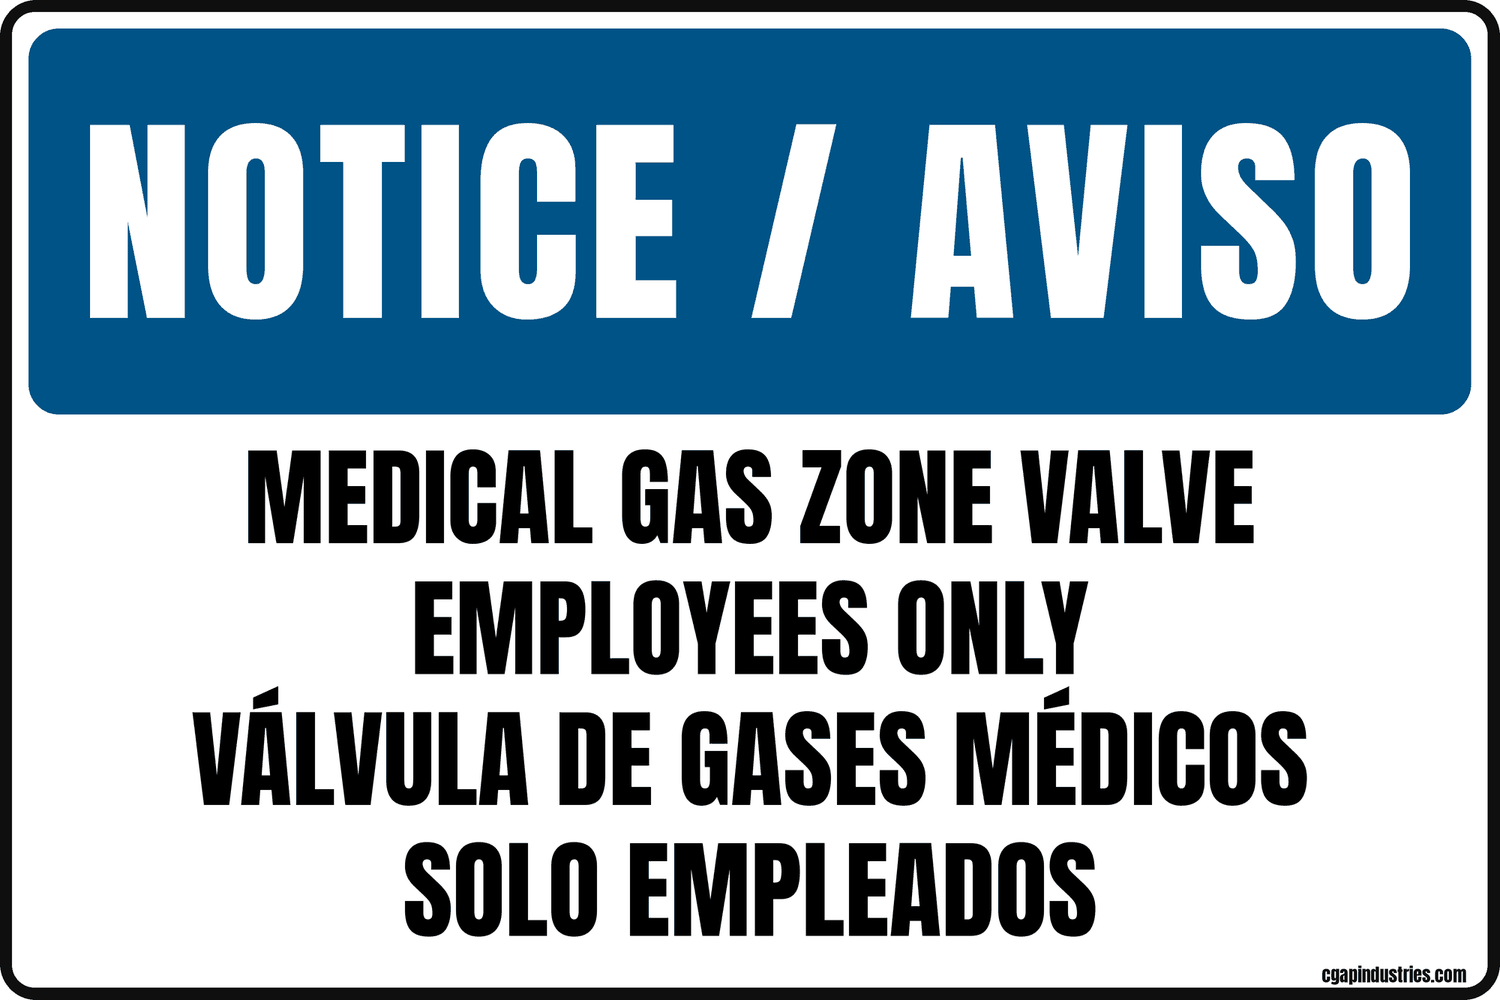 NOTICE / AVISO
MEDICAL GAS ZONE VALVE
EMPLOYEES ONLY
VÁLVULA DE GASES MÉDICOS
SOLO EMPLEADOS
cgapindustries.com